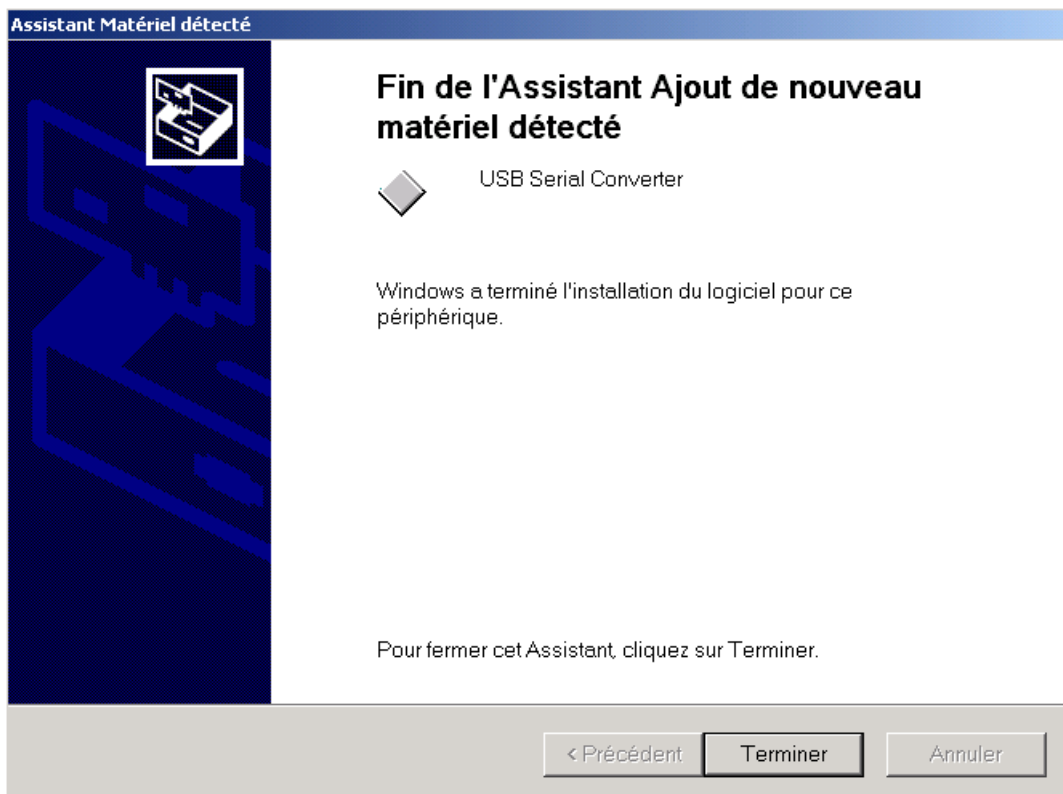 Assistant Matériel détecté
Fin de l'Assistant Ajout de nouveau
matériel détecté
USB Serial Converter
Windows a terminé l'installation du logiciel pour ce
périphérique.
Pour fermer cet Assistant, cliquez sur Terminer.
< Précédent
Terminer
Annuler